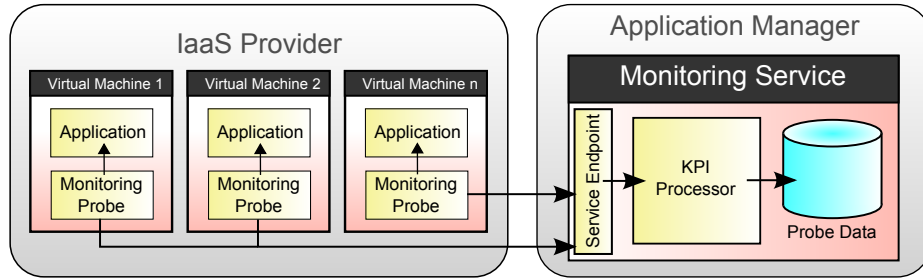 IaaS Provider
Virtual Machine 1
Application
Monitoring
Probe
Virtual Machine 2
Application
Monitoring
Probe
Virtual Machine n
Application
Monitoring
Probe
Application Manager
Monitoring Service
Service Endpoint
KPI
Processor
Probe Data